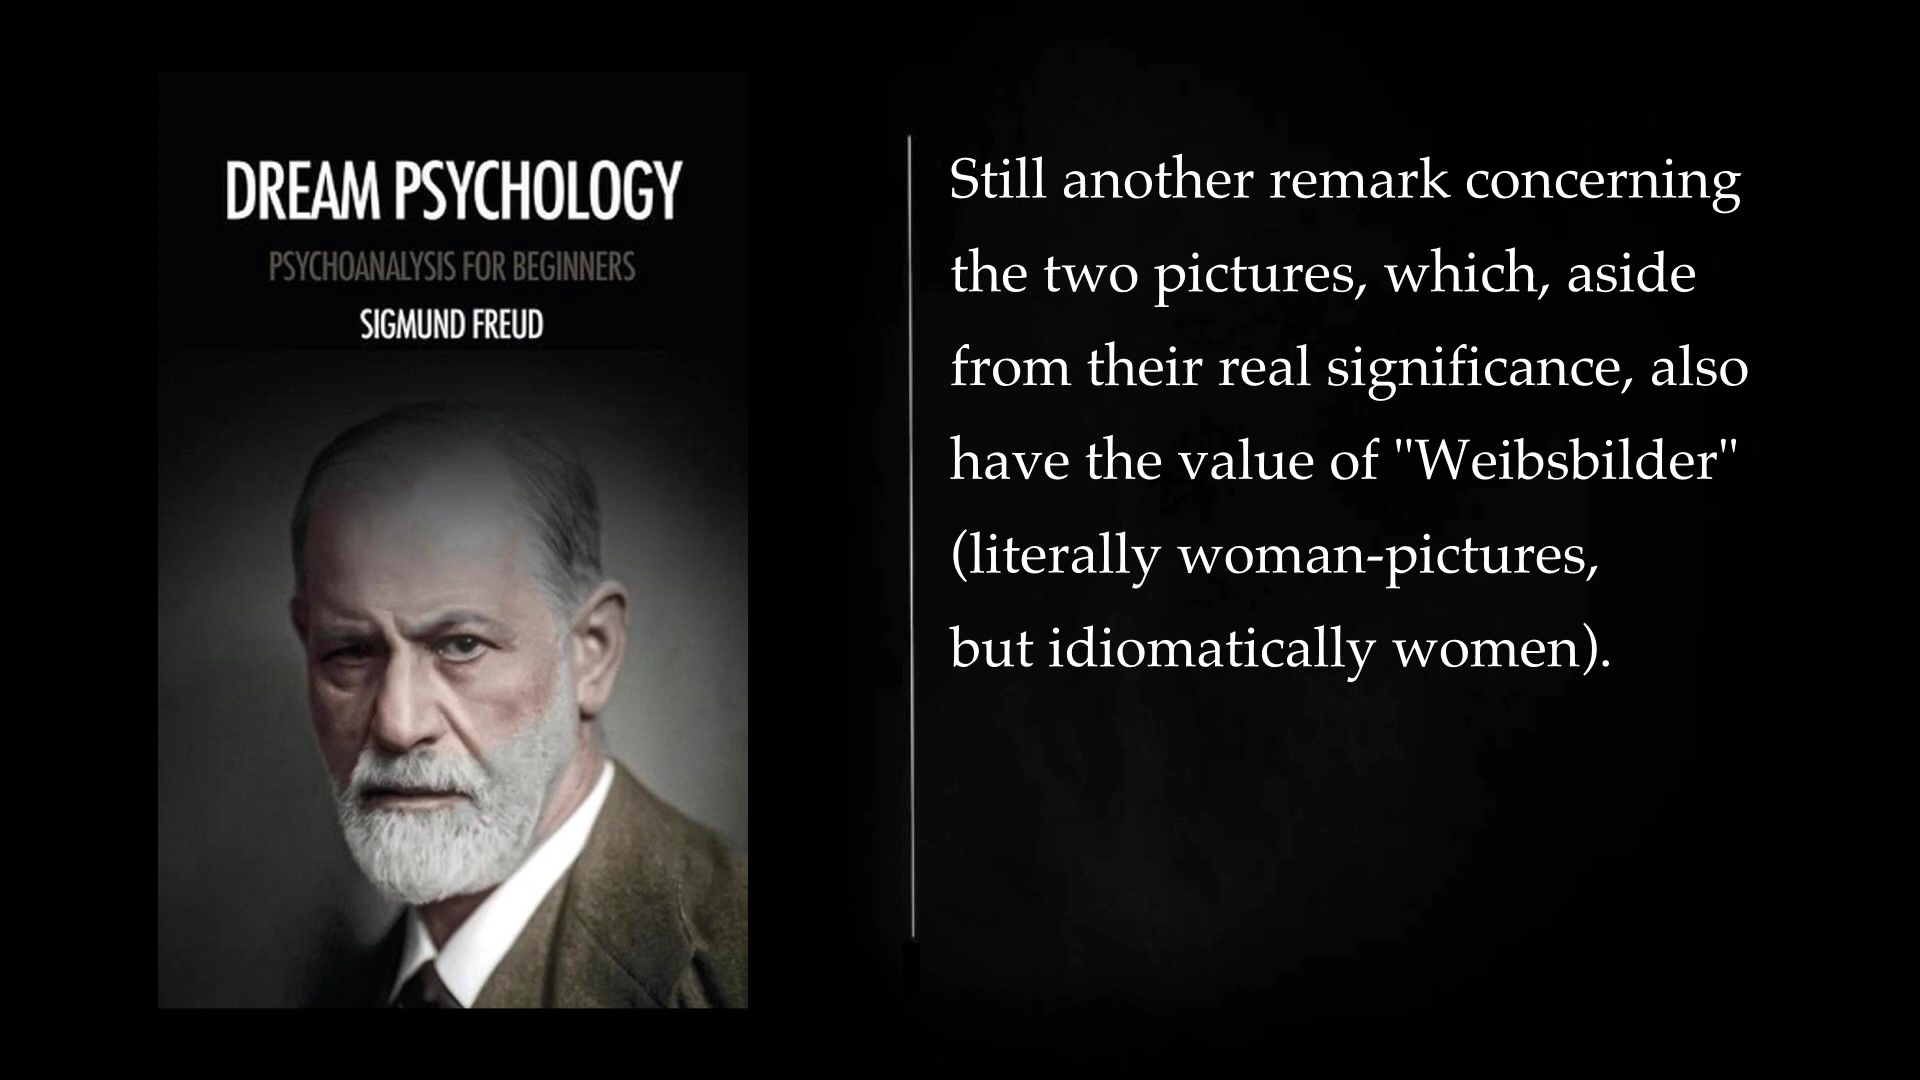 DREAM PSYCHOLOGY
PSYCHOANALYSIS FOR BEGINNERS
SIGMUND FREUD
Still another remark concerning
the two pictures, which, aside
from their real significance, also
have the value of "Weibsbilder"
(literally woman-pictures,
but idiomatically women).